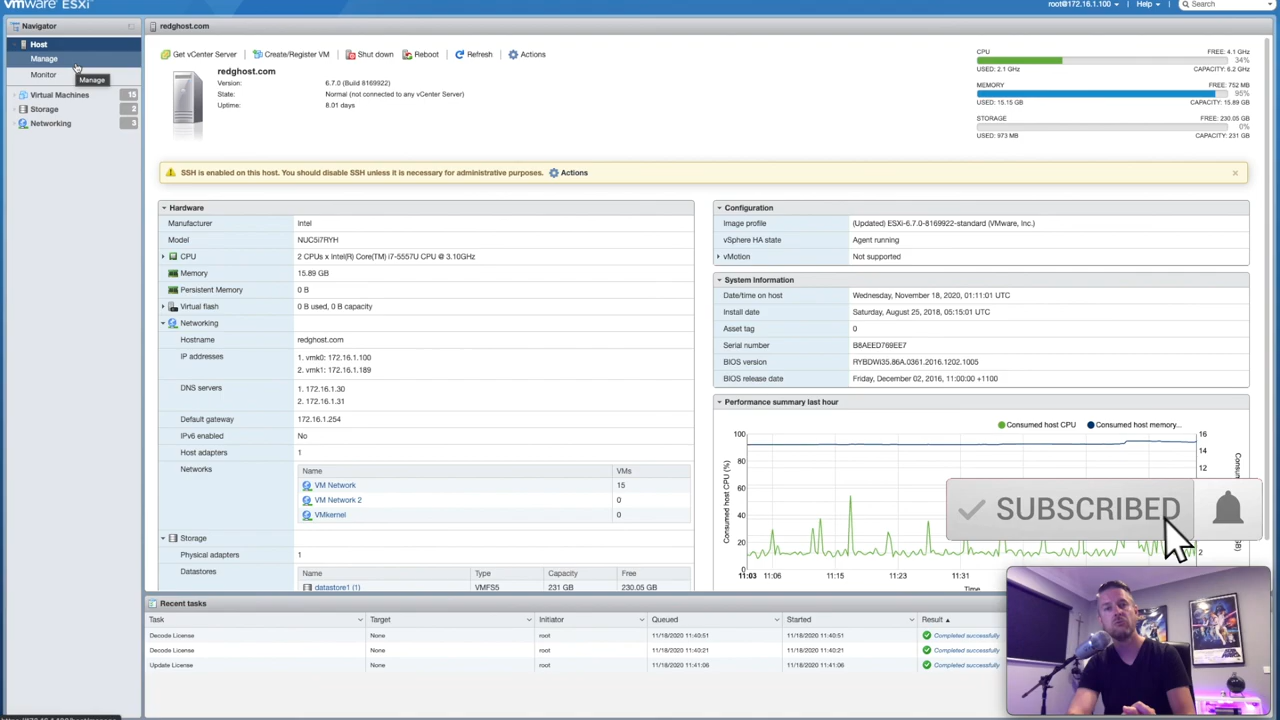 vmware ESXi
root@172.16.1.100 | Help | Search
Navigator
redghost.com
Host
Manage
Monitor
Manage
Virtual Machines 15
Storage 2
Networking 3
Get vCenter Server | Create/Register VM | Shut down Reboot | Refresh | Actions
redghost.com
Version: 6.7.0 (Build 8169922)
State: Normal (not connected to any vCenter Server)
Uptime: 8.01 days
CPU FREE: 4.1 GHz
34%
USED: 2.1 GHz CAPACITY: 6.2 GHz
MEMORY FREE: 752 MB
95%
USED: 15.15 GB CAPACITY: 15.89 GB
STORAGE FREE: 230.05 GB
0%
USED: 973 MB CAPACITY: 231 GB
SSH is enabled on this host. You should disable SSH unless it is necessary for administrative purposes. Actions
Hardware
Manufacturer Intel
Model NUC5i7RYH
CPU 2 CPUs x Intel(R) Core(TM) i7-5557U CPU @ 3.10GHz
Memory 15.89 GB
Persistent Memory 0 B
Virtual flash 0 B used, 0 B capacity
Networking
Hostname redghost.com
IP addresses 1. vmk0: 172.16.1.100
2. vmk1: 172.16.1.189
DNS servers 1. 172.16.1.30
2. 172.16.1.31
Default gateway 172.16.1.254
IPv6 enabled No
Host adapters 1
Networks Name VMs
VM Network 15
VM Network 2 0
VMkernel 0
Storage
Physical adapters 1
Datastores Name Type Capacity Free
datastore1 (1) VMFS5 231 GB 230.05 GB
Configuration
Image profile (Updated) ESXi-6.7.0-8169922-standard (VMware, Inc.)
vSphere HA state Agent running
vMotion Not supported
System Information
Date/time on host Wednesday, November 18, 2020, 01:11:01 UTC
Install date Saturday, August 25, 2018, 05:15:01 UTC
Asset tag 0
Serial number B8AEED769EE7
BIOS version RYBDWi35.86A.0361.2016.1202.1005
BIOS release date Friday, December 02, 2016, 11:00:00 +1100
Performance summary last hour
Consumed host CPU Consumed host memory...
100 16
80 14
12
60
40
20
2
0
Consumed host CPU (%)
11:03 11:06 11:15 11:23 11:31
Time
SUBSCRIBED
Recent tasks
Task Target Initiator Queued Started Result
Decode License None root 11/18/2020 11:40:51 11/18/2020 11:40:51 Completed successfully
Decode License None root 11/18/2020 11:40:21 11/18/2020 11:40:21 Completed successfully
Update License None root 11/18/2020 11:41:06 11/18/2020 11:41:06 Completed successfully